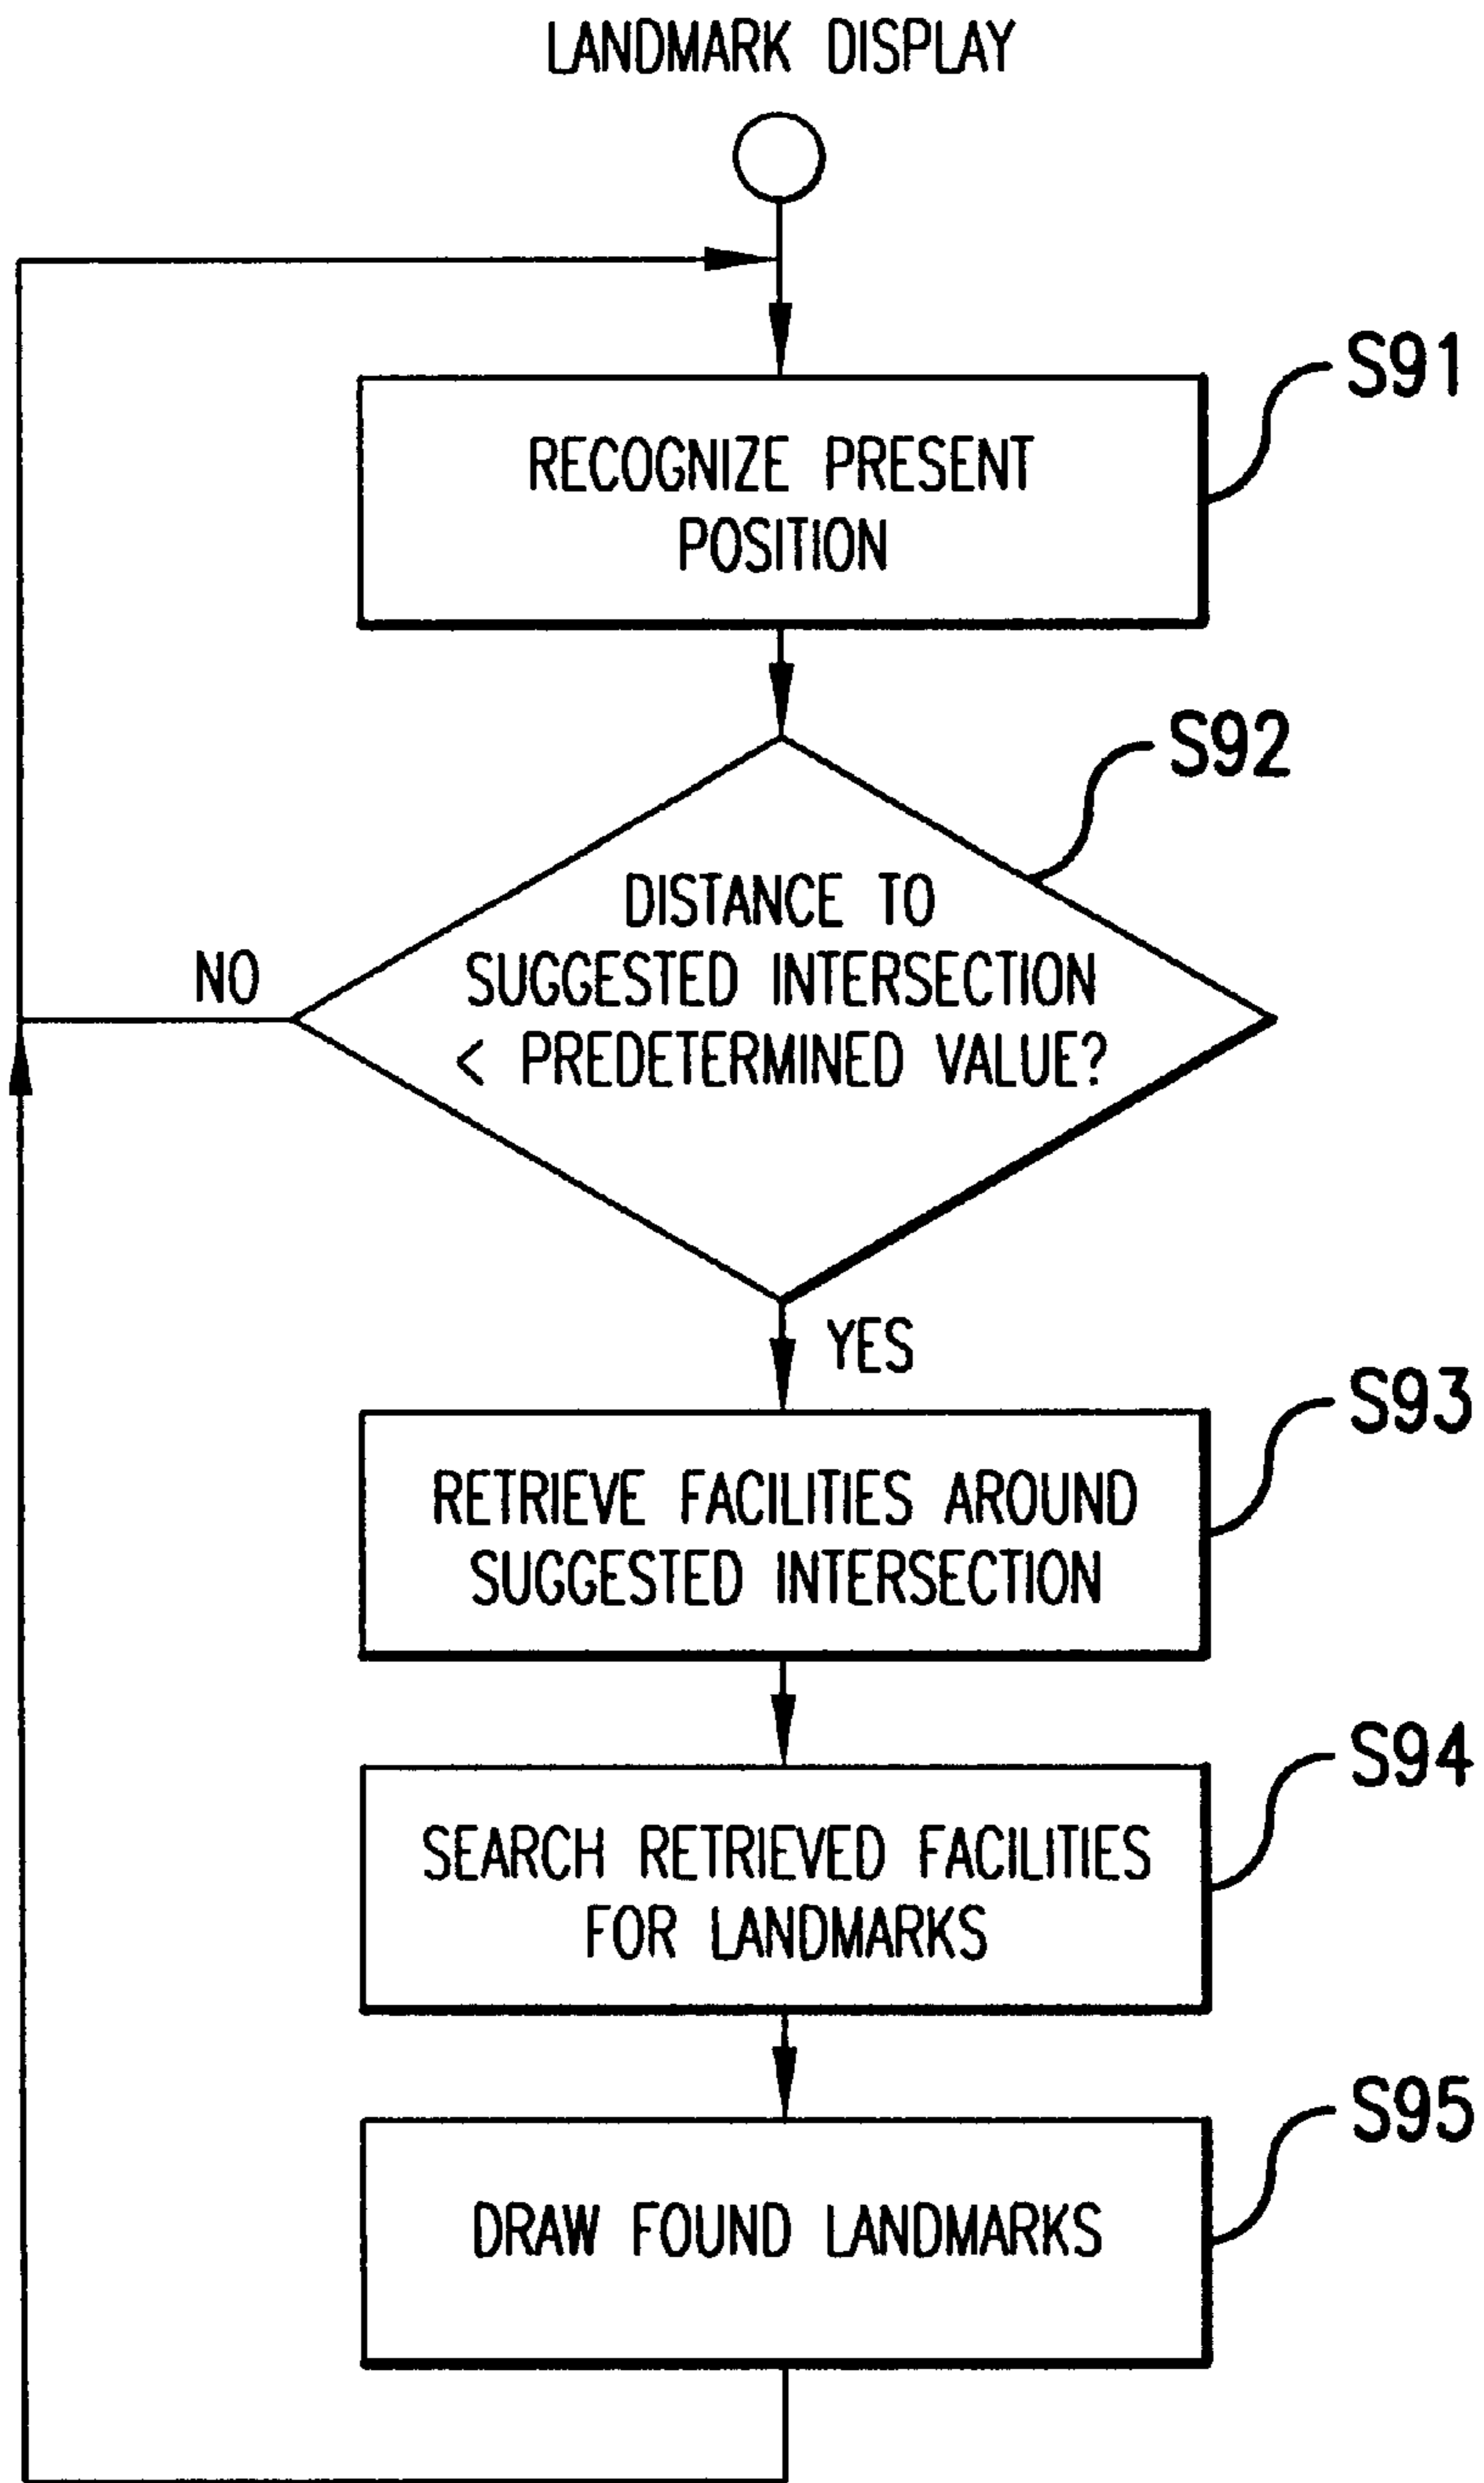 LANDMARK DISPLAY
S91
RECOGNIZE PRESENT
POSITION
S92
DISTANCE TO
SUGGESTED INTERSECTION
< PREDETERMINED VALUE?
NO
YES
S93
RETRIEVE FACILITIES AROUND
SUGGESTED INTERSECTION
S94
SEARCH RETRIEVED FACILITIES
FOR LANDMARKS
S95
DRAW FOUND LANDMARKS